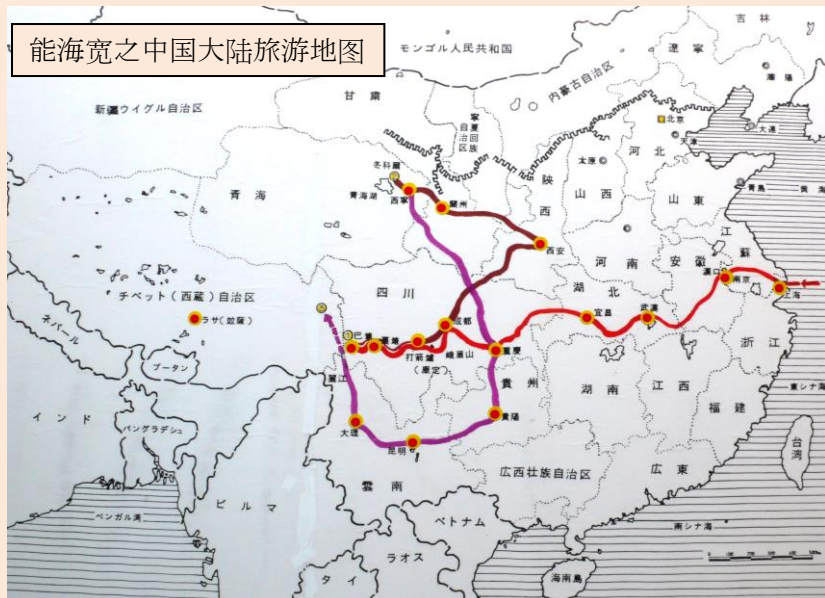 能海宽之中国大陆旅游地图
吉林
モンゴル人民共和国
遼寧
瀋陽
内蒙古自治区
甘粛
新疆ウイグル自治区
寧夏回族自治区
北京
大連
天津
河北
太原
冬科爾
陝西
山西
青海
青海湖
西寧
蘭州
青島
黄海
山東
西安
江蘇
河南
安徽
漢口
南京
上海
四川
湖北
チベット(西蔵)自治区
ラサ(拉薩)
宜昌
武漢
成都
巴塘
裏塘
打箭爐
(康定)
峨眉山
重慶
浙江
ネパール
ブータン
麗江
貴州
湖南
江西
東シナ海
福建
インド
バングラデシュ
大理
昆明
貴陽
台湾
広西壮族自治区
広東
雲南
ビルマ
ベンガル湾
ベトナム
南シナ海
ラオス
タイ
海南島